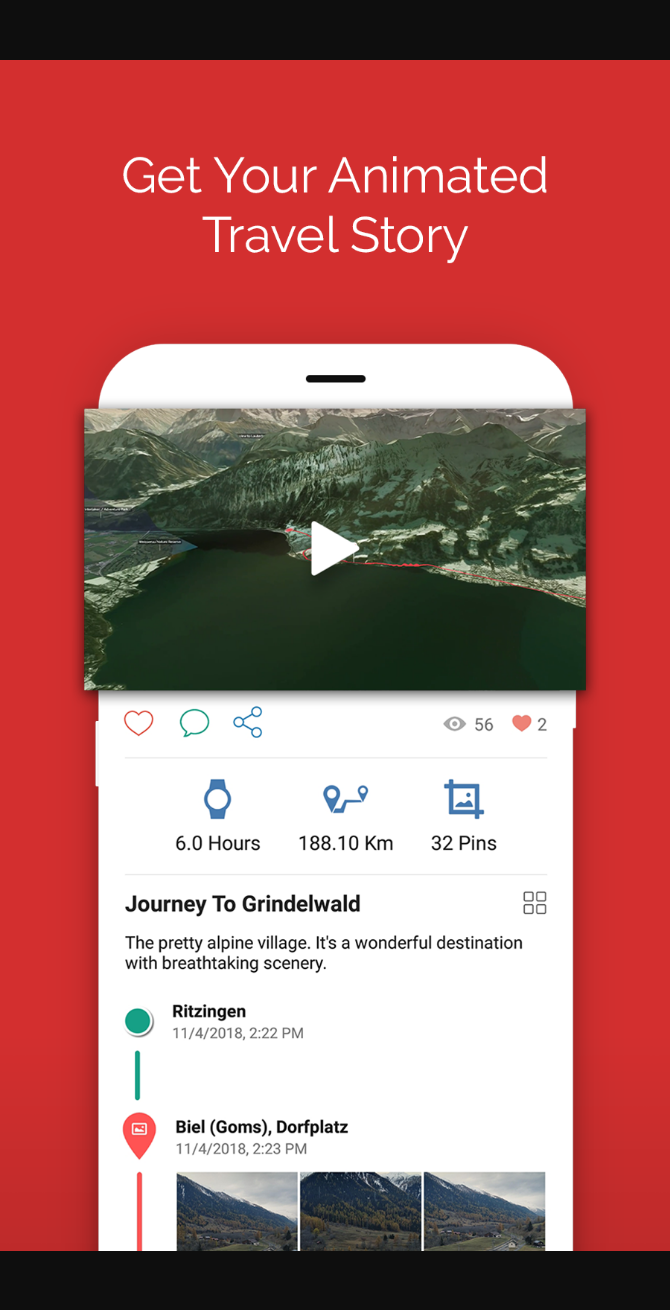 Get Your Animated
Travel Story
56
2
6.0 Hours
188.10 Km
32 Pins
Journey To Grindelwald
The pretty alpine village. It's a wonderful destination
with breathtaking scenery.
Ritzingen
11/4/2018, 2:22 PM
Biel (Goms), Dorfplatz
11/4/2018, 2:23 PM